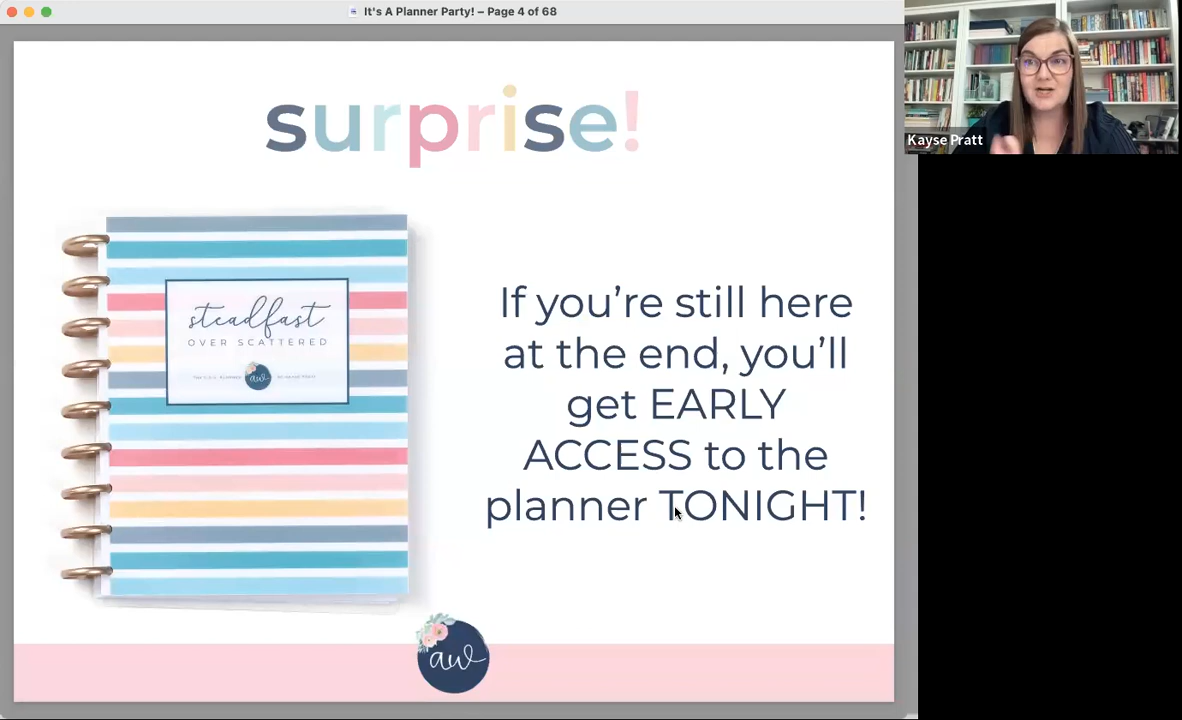 It's A Planner Party! – Page 4 of 68
Kayse Pratt
surprise!
steadfast
OVER SCATTERED
aw
If you're still here
at the end, you'll
get EARLY
ACCESS to the
planner TONIGHT!
aw